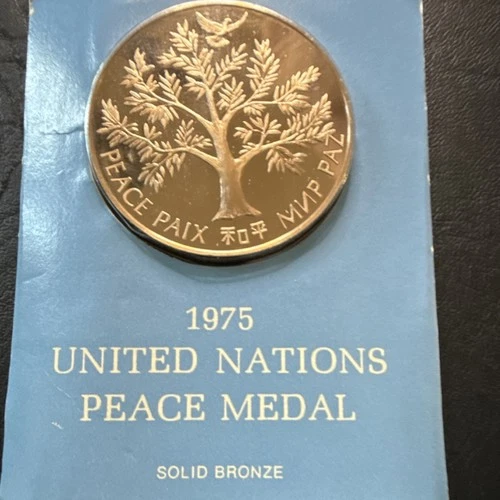 PEACE PAIX 和平 МИР PAZ
1975
UNITED NATIONS
PEACE MEDAL
SOLID BRONZE